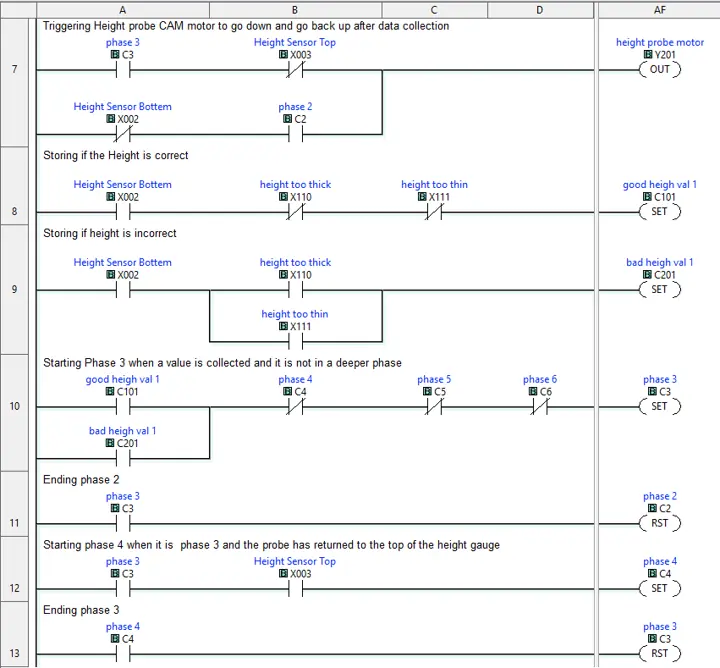 A B C D AF
Triggering Height probe CAM motor to go down and go back up after data collection
phase 3 Height Sensor Top height probe motor
C3 X003 Y201
7 OUT
Height Sensor Bottem phase 2
X002 C2
Storing if the Height is correct
Height Sensor Bottem height too thick height too thin good heigh val 1
X002 X110 X111 C101
8 SET
Storing if height is incorrect
Height Sensor Bottem height too thick bad heigh val 1
X002 X110 C201
9 SET
height too thin
X111
Starting Phase 3 when a value is collected and it is not in a deeper phase
good heigh val 1 phase 4 phase 5 phase 6 phase 3
C101 C4 C5 C6 C3
10 SET
bad heigh val 1
C201
Ending phase 2
phase 3 phase 2
C3 C2
11 RST
Starting phase 4 when it is phase 3 and the probe has returned to the top of the height gauge
phase 3 Height Sensor Top phase 4
C3 X003 C4
12 SET
Ending phase 3
phase 4 phase 3
C4 C3
13 RST